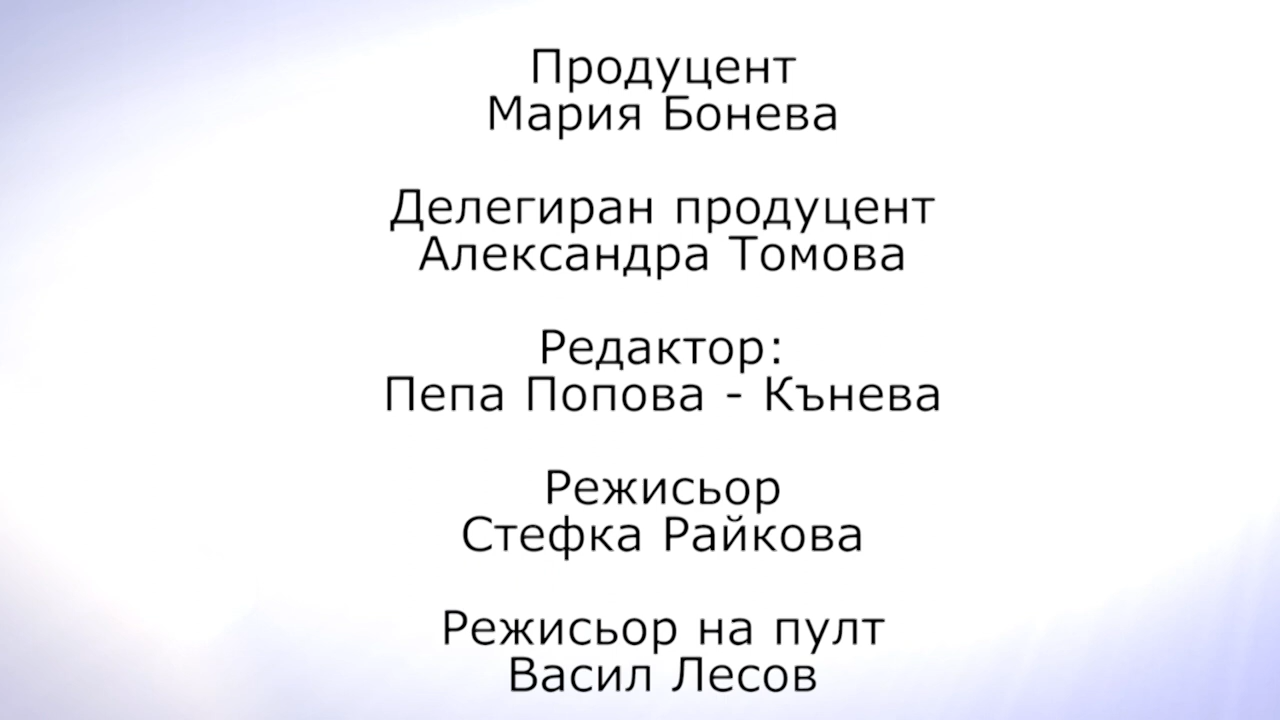 Продуцент
Мария Бонева
Делегиран продуцент
Александра Томова
Редактор:
Пепа Попова - Кънева
Режисьор
Стефка Райкова
Режисьор на пулт
Васил Лесов